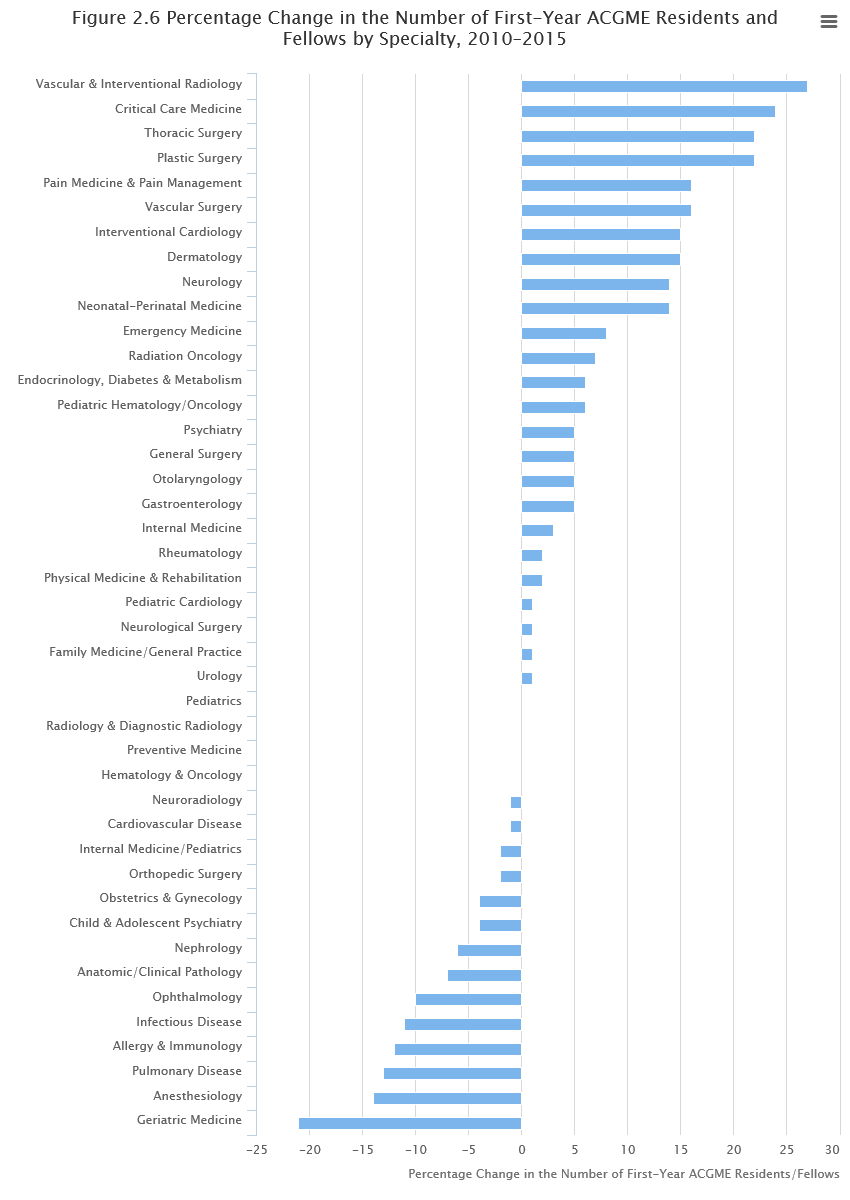 Figure 2.6 Percentage Change in the Number of First-Year ACGME Residents and
Fellows by Specialty, 2010-2015
Vascular & Interventional Radiology
Critical Care Medicine
Thoracic Surgery
Plastic Surgery
Pain Medicine & Pain Management
Vascular Surgery
Interventional Cardiology
Dermatology
Neurology
Neonatal-Perinatal Medicine
Emergency Medicine
Radiation Oncology
Endocrinology, Diabetes & Metabolism
Pediatric Hematology/Oncology
Psychiatry
General Surgery
Otolaryngology
Gastroenterology
Internal Medicine
Rheumatology
Physical Medicine & Rehabilitation
Pediatric Cardiology
Neurological Surgery
Family Medicine/General Practice
Urology
Pediatrics
Radiology & Diagnostic Radiology
Preventive Medicine
Hematology & Oncology
Neuroradiology
Cardiovascular Disease
Internal Medicine/Pediatrics
Orthopedic Surgery
Obstetrics & Gynecology
Child & Adolescent Psychiatry
Nephrology
Anatomic/Clinical Pathology
Ophthalmology
Infectious Disease
Allergy & Immunology
Pulmonary Disease
Anesthesiology
Geriatric Medicine
-25 -20 -15 -10 -5 0 5 10 15 20 25 30
Percentage Change in the Number of First-Year ACGME Residents/Fellows